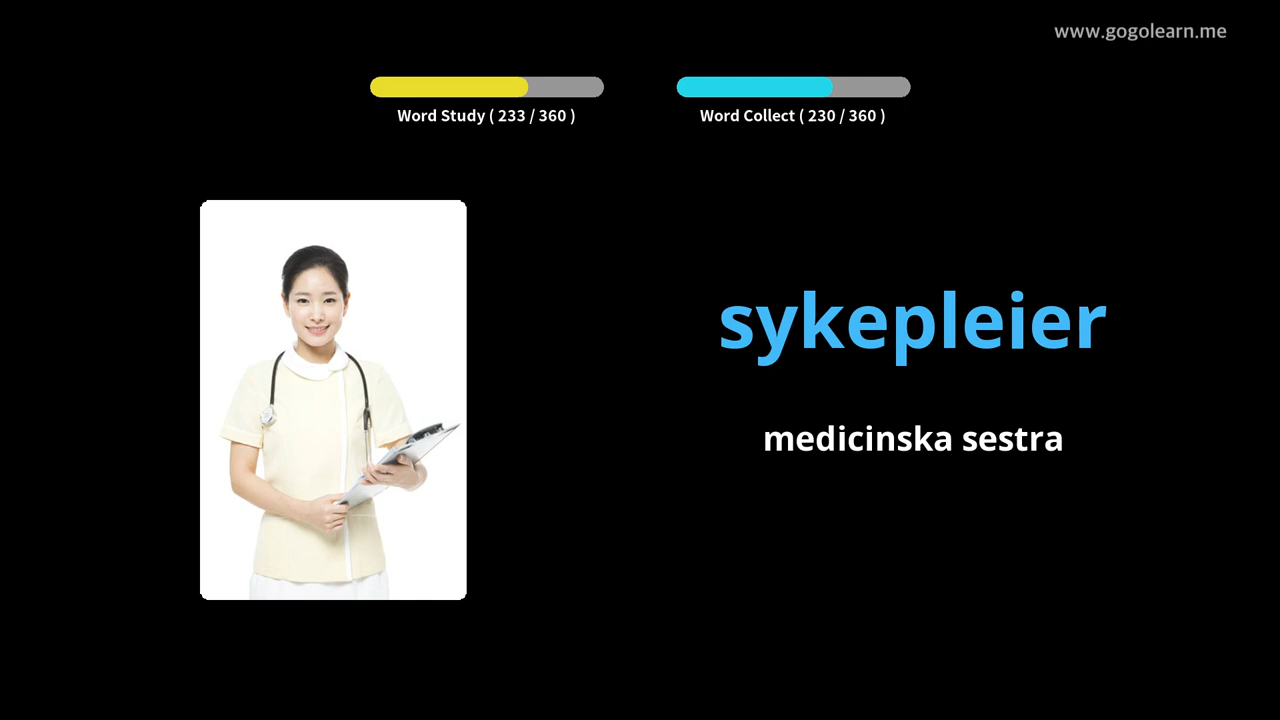 www.gogolearn.me
Word Study ( 233 / 360 )
Word Collect ( 230 / 360 )
sykepleier
medicinska sestra